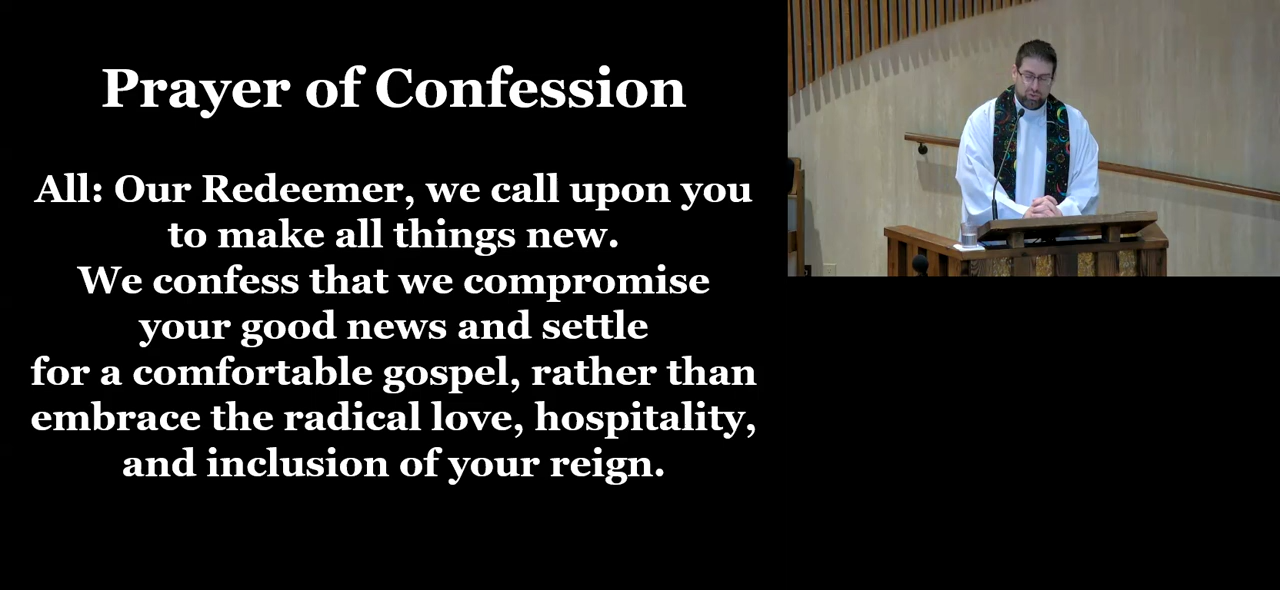 Prayer of Confession
All: Our Redeemer, we call upon you
to make all things new.
We confess that we compromise
your good news and settle
for a comfortable gospel, rather than
embrace the radical love, hospitality,
and inclusion of your reign.